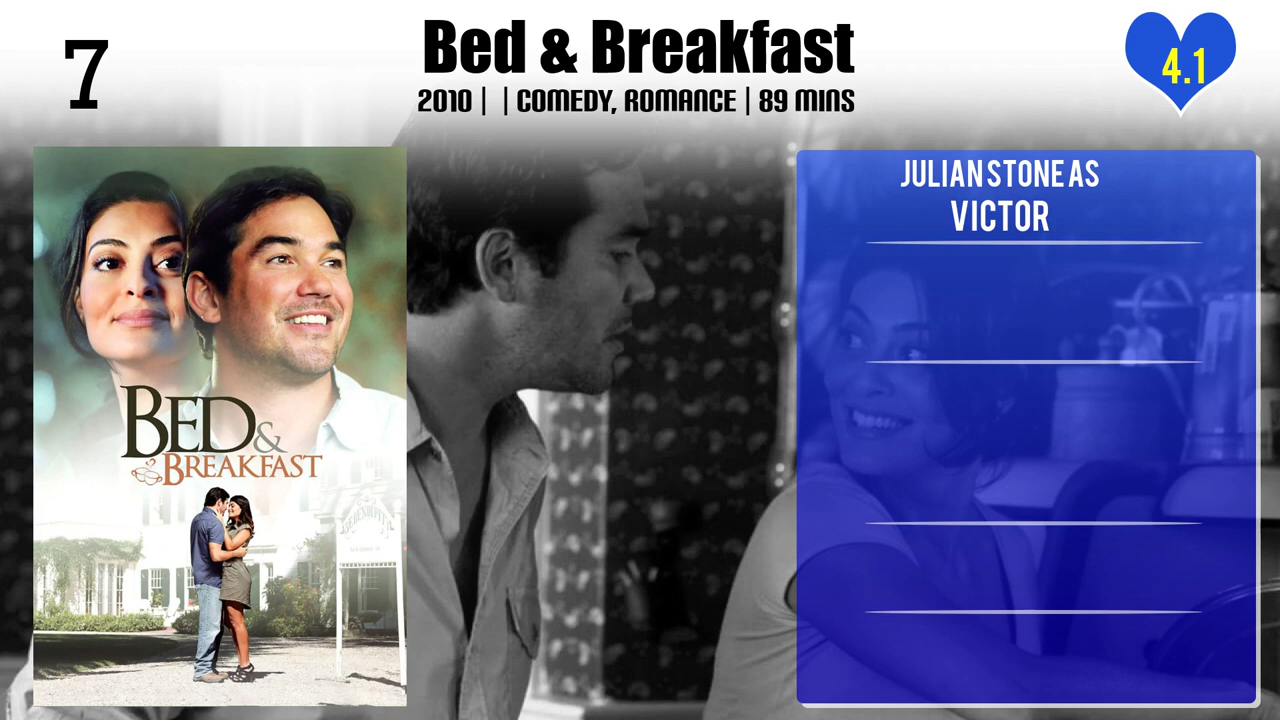 7
Bed & Breakfast
2010 | | COMEDY, ROMANCE | 89 MINS
4.1
JULIAN STONE AS
VICTOR
BED &
BREAKFAST